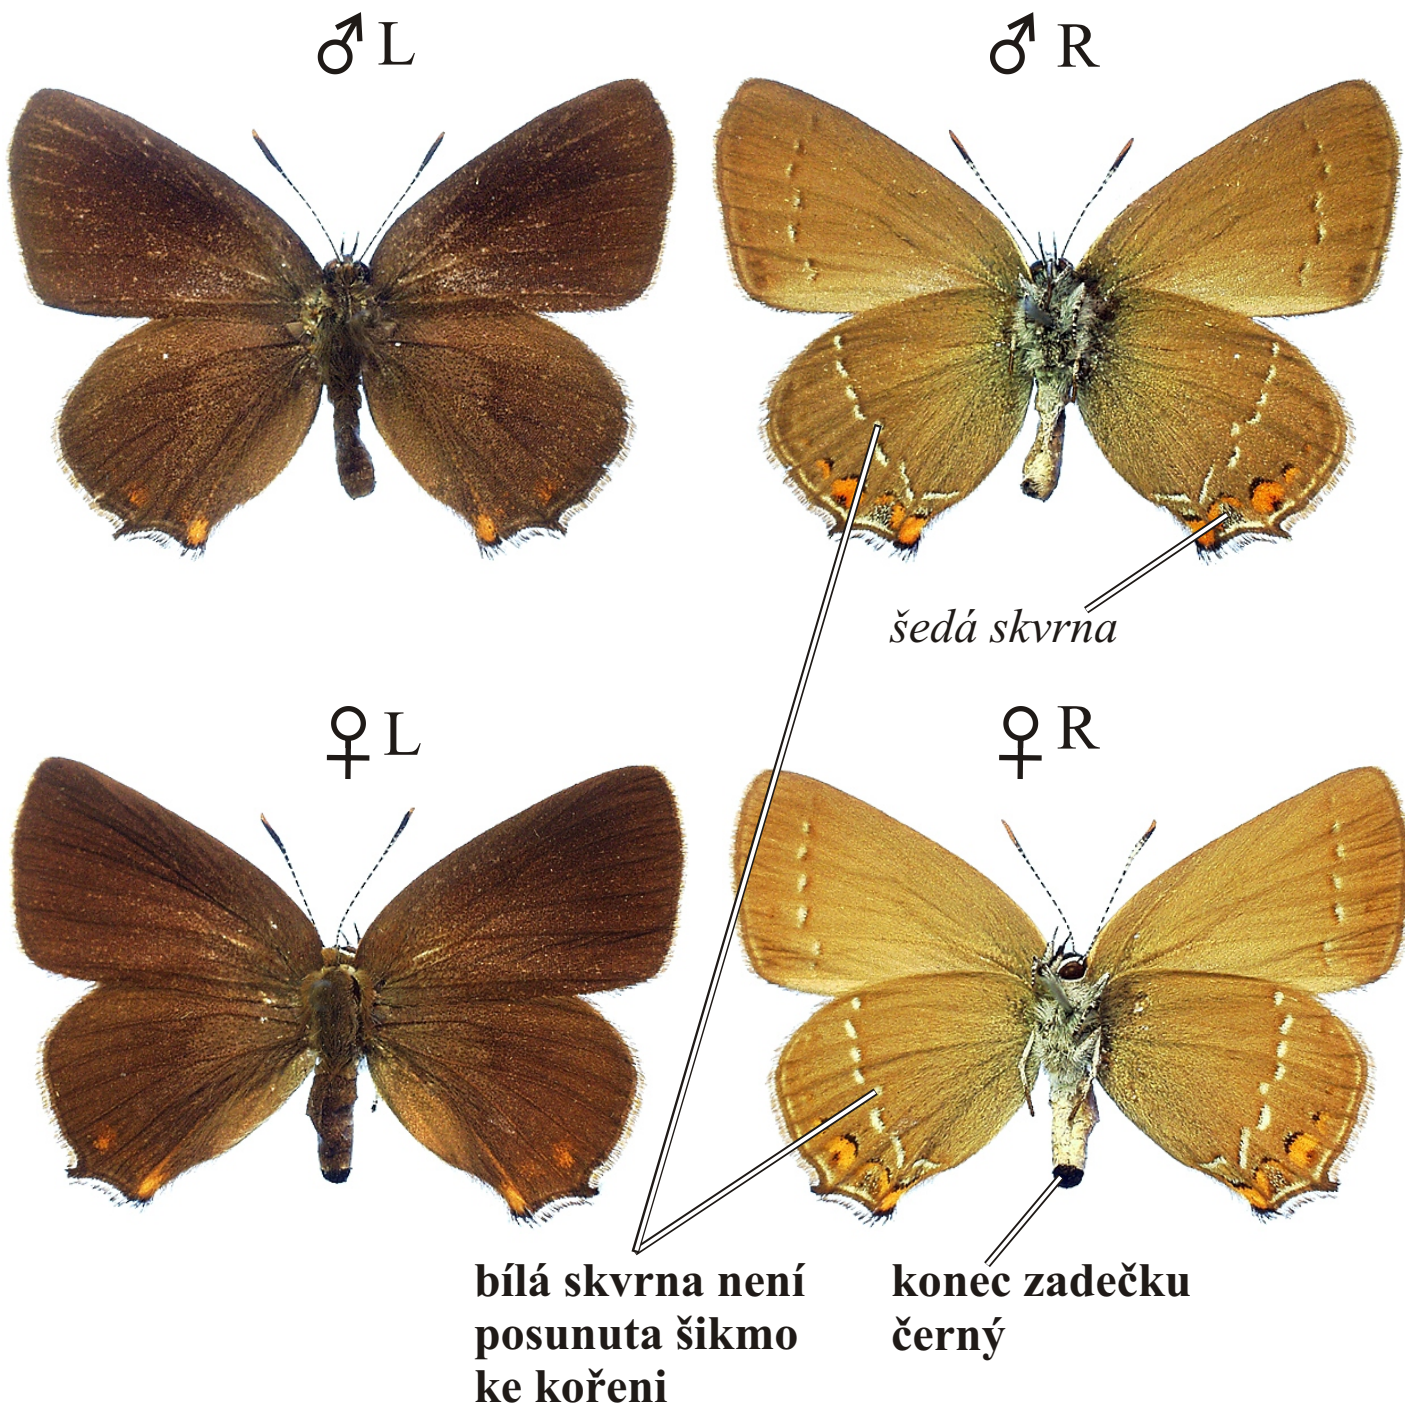 ♂ L
♂ R
šedá skvrna
♀ L
♀ R
bílá skvrna není
posunuta šikmo
ke kořeni
konec zadečku
černý